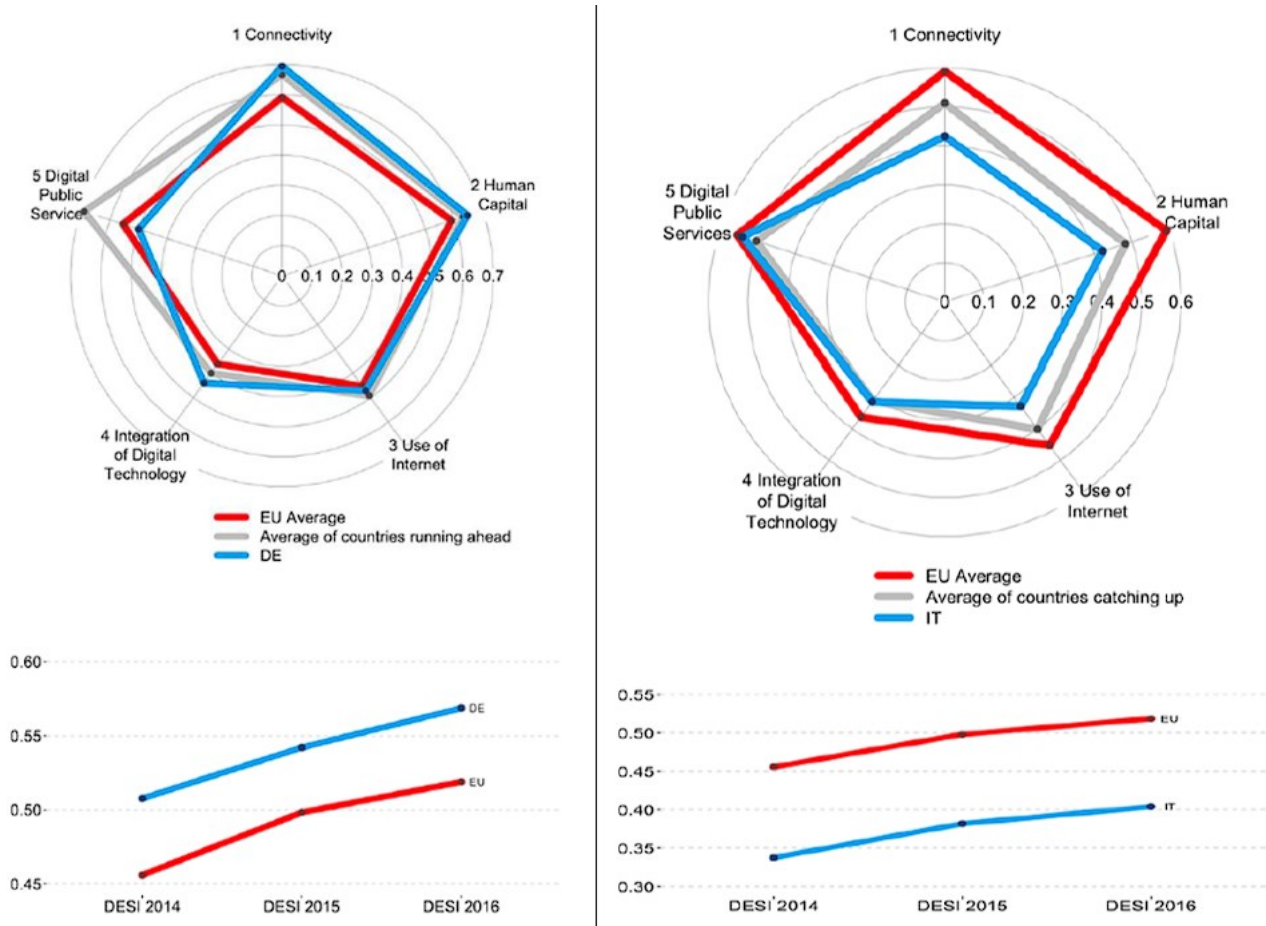 1 Connectivity
5 Digital
Public
Service
2 Human
Capital
0 0.1 0.2 0.3 0.4 0.5 0.6 0.7
4 Integration
of Digital
Technology
3 Use of
Internet
EU Average
Average of countries running ahead
DE
0.60
0.55
0.50
0.45
DE
EU
DESI 2014 DESI 2015 DESI 2016
1 Connectivity
5 Digital
Public
Services
2 Human
Capital
0 0.1 0.2 0.3 0.4 0.5 0.6
4 Integration
of Digital
Technology
3 Use of
Internet
EU Average
Average of countries catching up
IT
0.55
0.50
0.45
0.40
0.35
0.30
EU
IT
DESI 2014 DESI 2015 DESI 2016